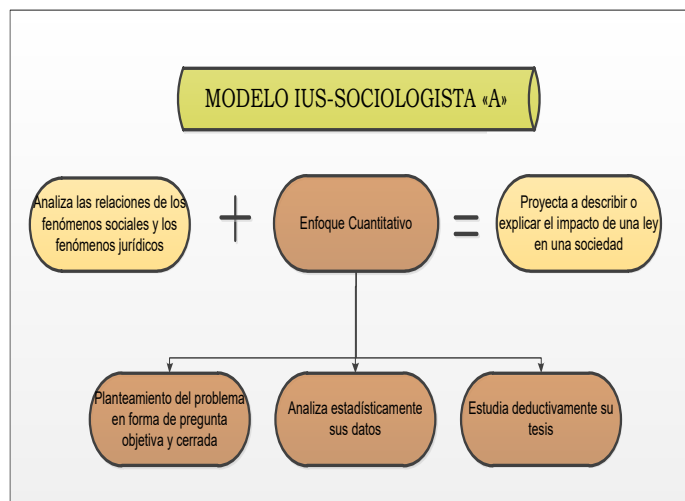 MODELO IUS-SOCIOLOGISTA «A»
Analiza las relaciones de los
fenómenos sociales y los
fenómenos jurídicos
+
Enfoque Cuantitativo
=
Proyecta a describir o
explicar el impacto de una ley
en una sociedad
Planteamiento del problema
en forma de pregunta
objetiva y cerrada
Analiza estadísticamente
sus datos
Estudia deductivamente su
tesis